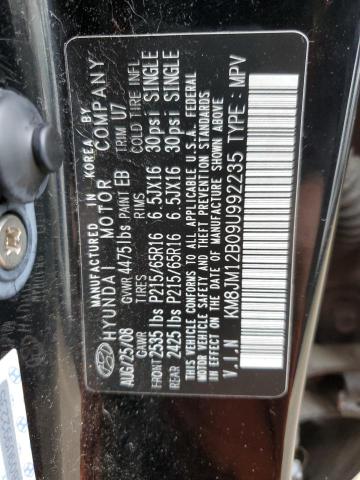 MANUFACTURED IN KOREA BY
HYUNDAI MOTOR COMPANY
AUG/25/08 GVWR 4475 lbs PAINT EB TRIM U7
GAWR TIRES RIMS COLD TIRE INFL
FRONT 2535 lbs P215/65R16 6.5JX16 30psi SINGLE
REAR 2425 lbs P215/65R16 6.5JX16 30psi SINGLE
THIS VEHICLE CONFORMS TO ALL APPLICABLE U.S.A. FEDERAL
MOTOR VEHICLE SAFETY AND THEFT PREVENTION STANDARDS
IN EFFECT ON THE DATE OF MANUFACTURE SHOWN ABOVE.
V.I.N KM8JM12B09U992235 TYPE : MPV